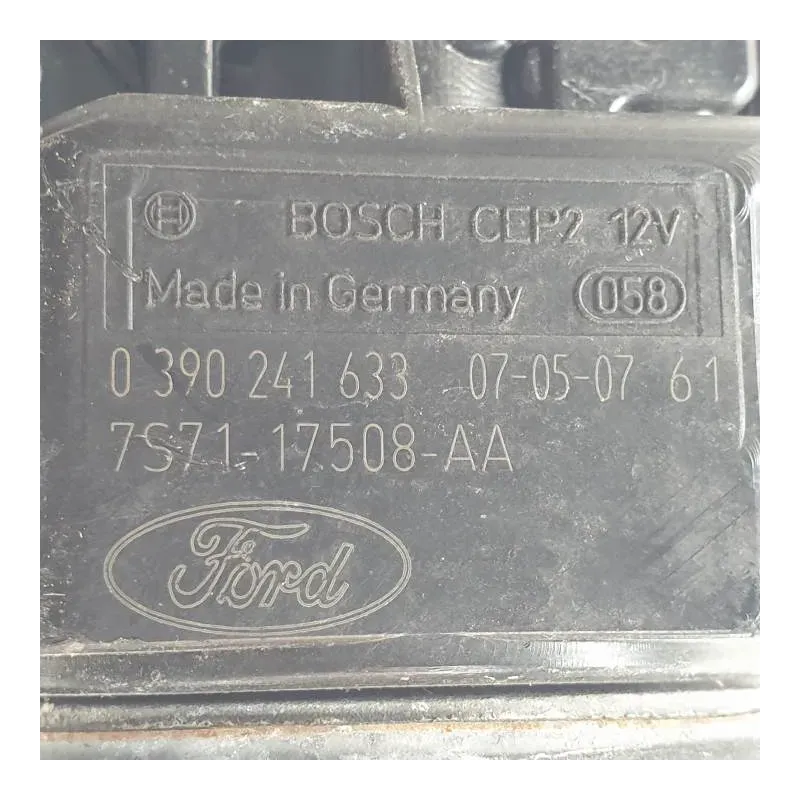 BOSCH CEP2 12V
Made in Germany 058
0 390 241 633 07-05-07 61
7S71-17508-AA
Ford